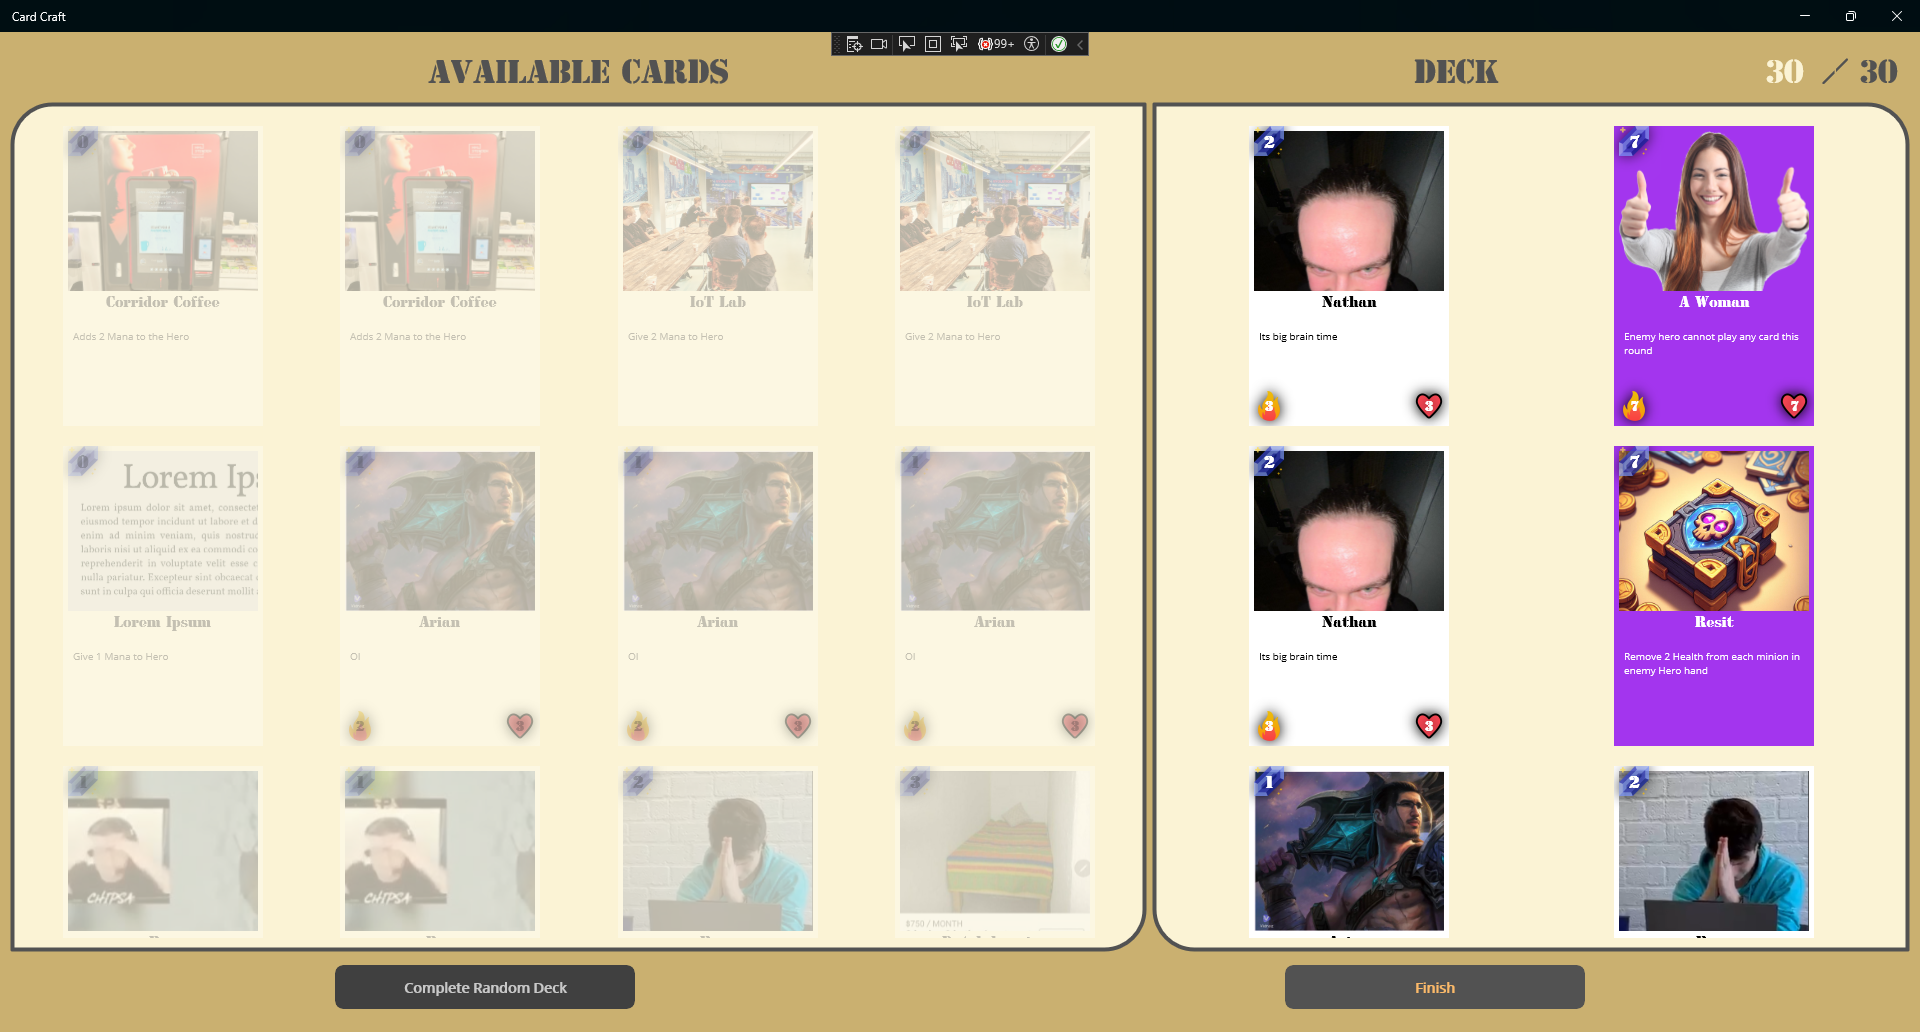 Card Craft
99+
AVAILABLE CARDS
DECK
30 / 30
0
Corridor Coffee
Adds 2 Mana to the Hero
0
Corridor Coffee
Adds 2 Mana to the Hero
IoT Lab
Give 2 Mana to Hero
IoT Lab
Give 2 Mana to Hero
2
Nathan
Its big brain time
3
3
7
A Woman
Enemy hero cannot play any card this
round
7
7
0
Lorem Ips
Lorem ipsum dolor sit amet, consectet
eiusmod tempor incidunt ut labore et d
enim ad minim veniam, quis nostruc
laboris nisi ut aliquid ex ea commodi co
reprehenderit in voluptate velit esse c
nulla pariatur. Excepteur sint obcaecat
sunt in culpa qui officia deserunt mollit
Lorem Ipsum
Give 1 Mana to Hero
1
Arian
OI
2
3
1
Arian
OI
2
3
1
Arian
OI
2
3
2
Nathan
Its big brain time
3
3
7
Resit
Remove 2 Health from each minion in
enemy Hero hand
1
CHIPSA
1
CHIPSA
2
3
$750 / MONTH
1
2
Complete Random Deck
Finish